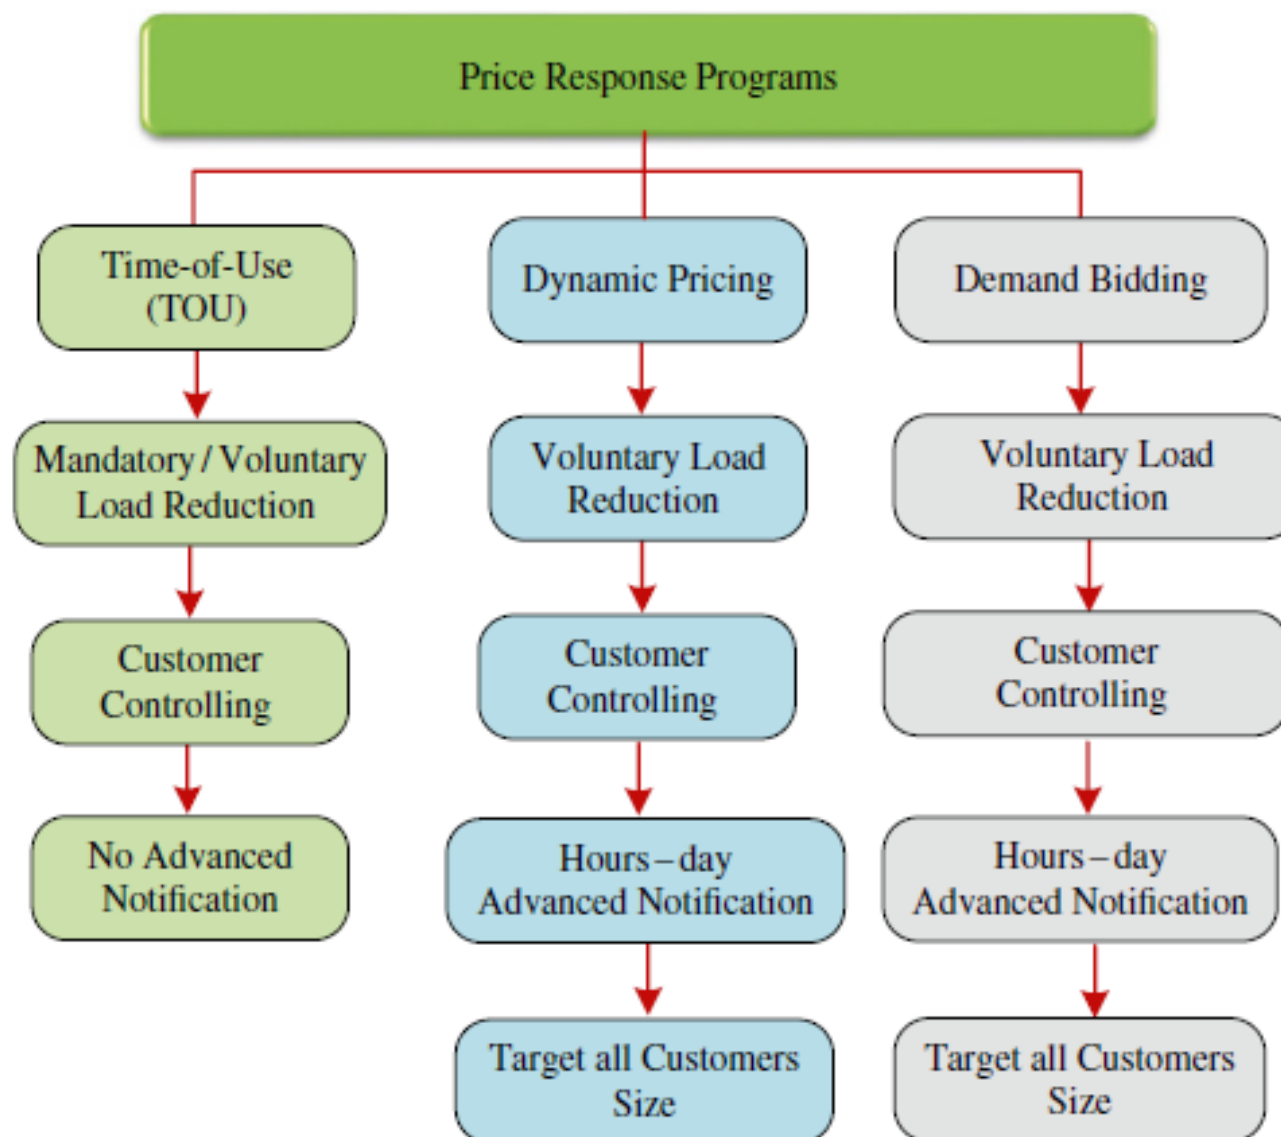 Price Response Programs
Time-of-Use
(TOU)
Mandatory / Voluntary
Load Reduction
Customer
Controlling
No Advanced
Notification
Dynamic Pricing
Voluntary Load
Reduction
Customer
Controlling
Hours–day
Advanced Notification
Target all Customers
Size
Demand Bidding
Voluntary Load
Reduction
Customer
Controlling
Hours–day
Advanced Notification
Target all Customers
Size